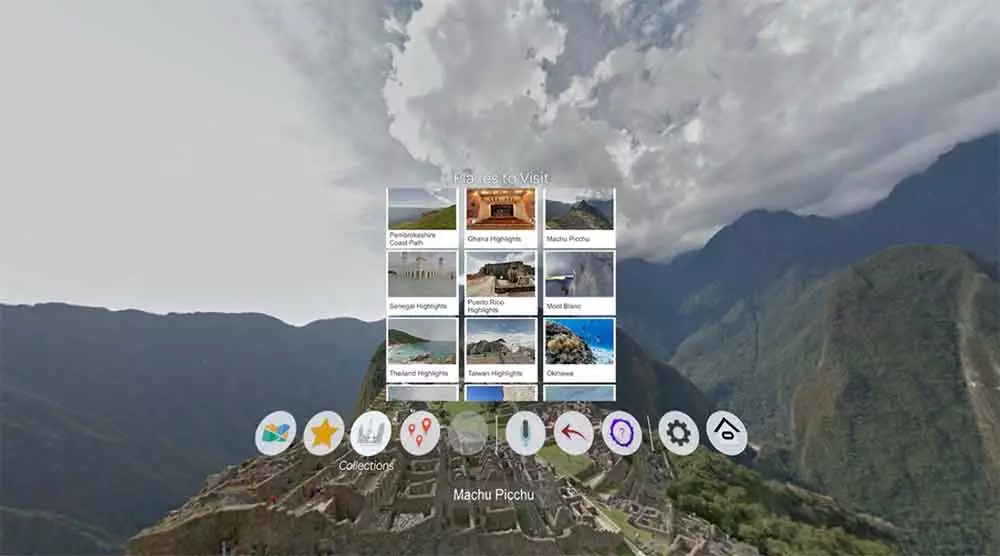 Places to Visit
Pembrokeshire
Coast Path
Ghana Highlights
Machu Picchu
Senegal Highlights
Puerto Rico
Highlights
Mont Blanc
Thailand Highlights
Taiwan Highlights
Okinawa
?
Collections
Machu Picchu